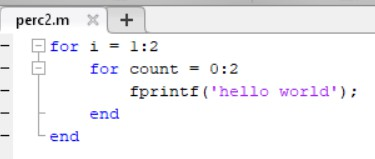 perc2.m × +
for i = 1:2
for count = 0:2
fprintf('hello world');
end
end